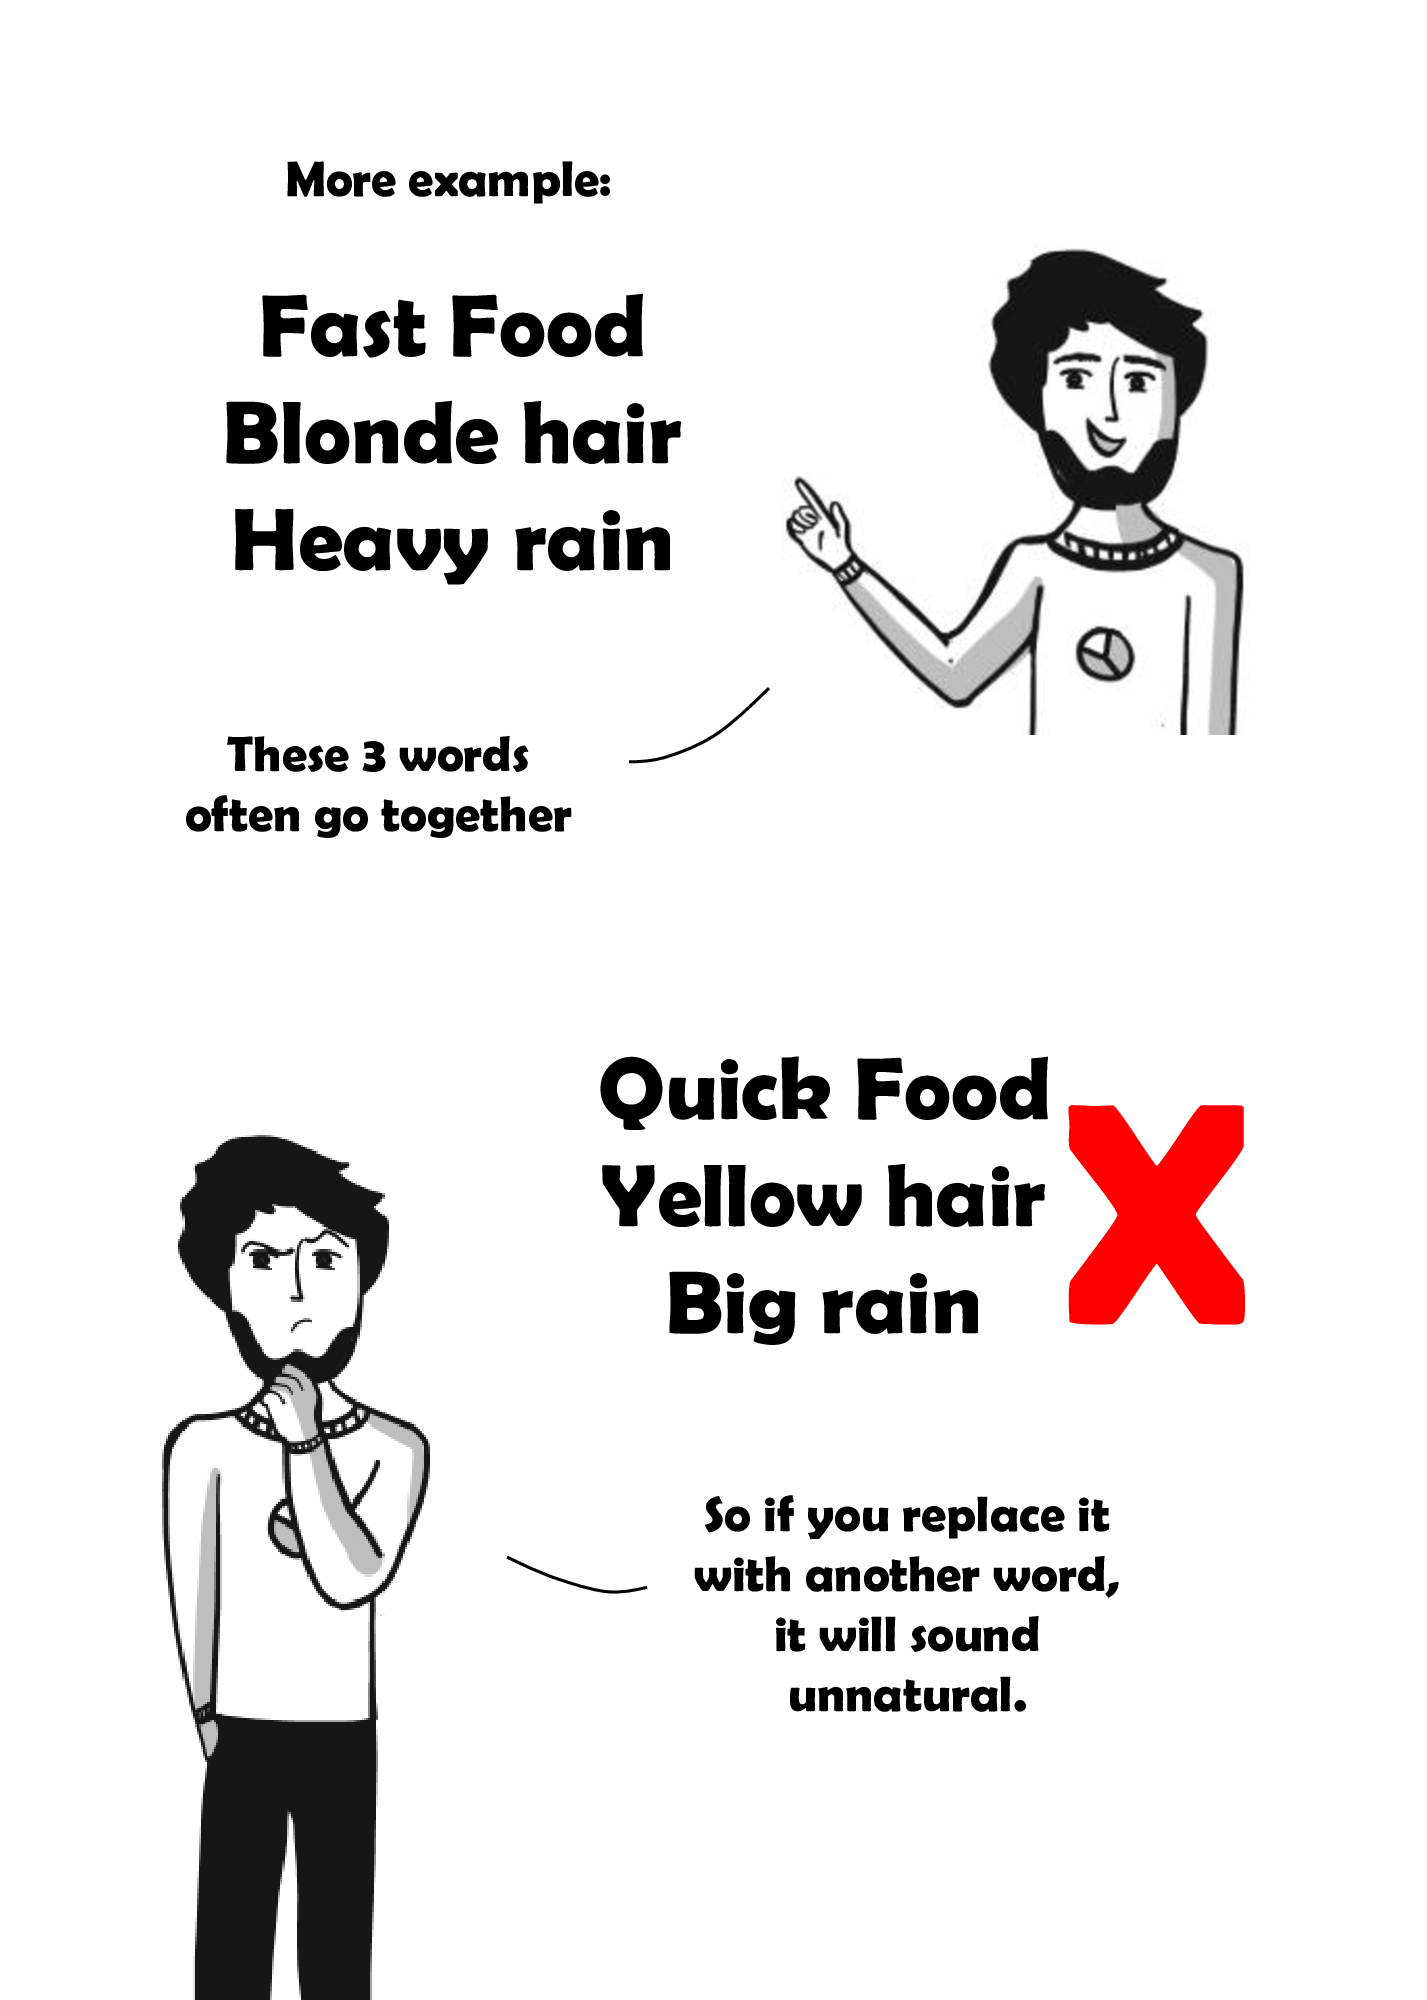 More example:
Fast Food
Blonde hair
Heavy rain
These 3 words
often go together
Quick Food
Yellow hair
Big rain
X
So if you replace it
with another word,
it will sound
unnatural.